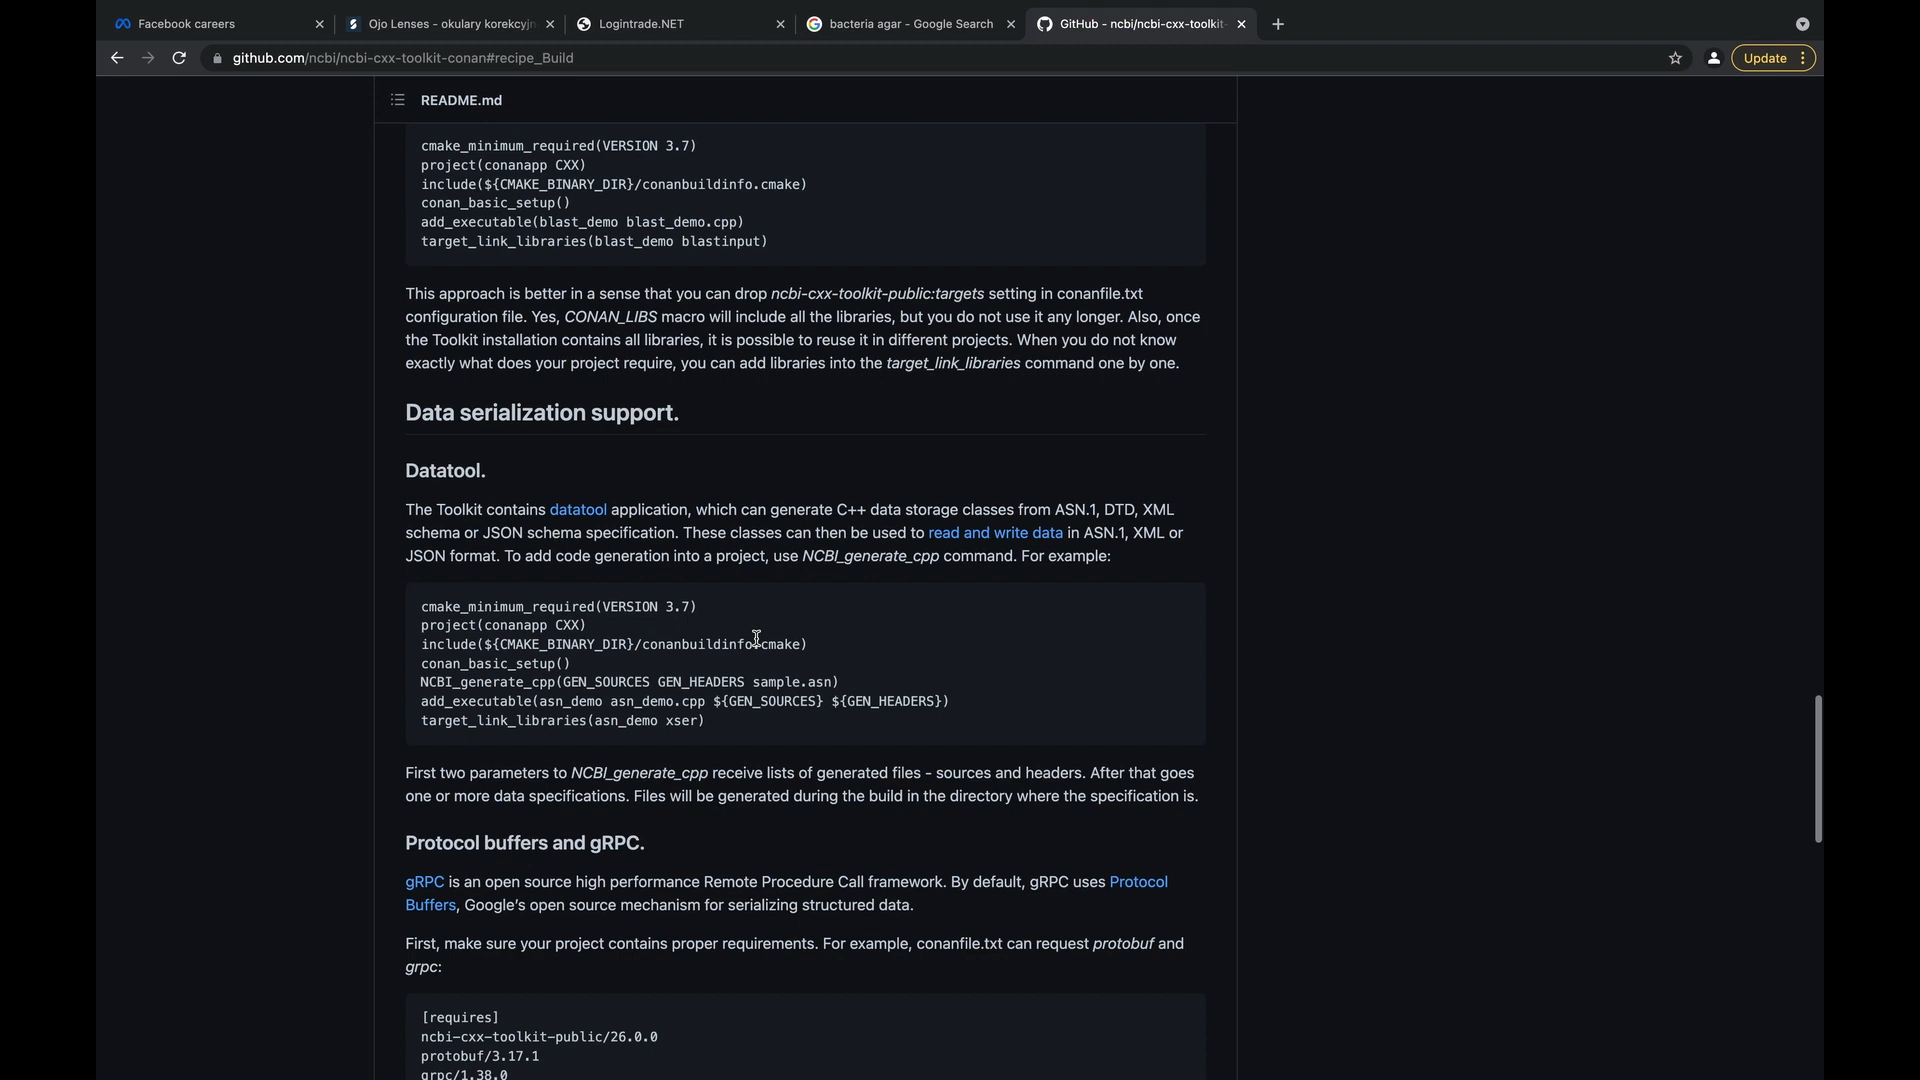 Facebook careers
Ojo Lenses - okulary korekcyjn
Logintrade.NET
bacteria agar - Google Search
GitHub - ncbi/ncbi-cxx-toolkit-
github.com/ncbi/ncbi-cxx-toolkit-conan#recipe_Build
Update
README.md
cmake_minimum_required(VERSION 3.7)
project(conanapp CXX)
include(${CMAKE_BINARY_DIR}/conanbuildinfo.cmake)
conan_basic_setup()
add_executable(blast_demo blast_demo.cpp)
target_link_libraries(blast_demo blastinput)
This approach is better in a sense that you can drop ncbi-cxx-toolkit-public:targets setting in conanfile.txt
configuration file. Yes, CONAN_LIBS macro will include all the libraries, but you do not use it any longer. Also, once
the Toolkit installation contains all libraries, it is possible to reuse it in different projects. When you do not know
exactly what does your project require, you can add libraries into the target_link_libraries command one by one.
Data serialization support.
Datatool.
The Toolkit contains datatool application, which can generate C++ data storage classes from ASN.1, DTD, XML
schema or JSON schema specification. These classes can then be used to read and write data in ASN.1, XML or
JSON format. To add code generation into a project, use NCBI_generate_cpp command. For example:
cmake_minimum_required(VERSION 3.7)
project(conanapp CXX)
include(${CMAKE_BINARY_DIR}/conanbuildinfo.cmake)
conan_basic_setup()
NCBI_generate_cpp(GEN_SOURCES GEN_HEADERS sample.asn)
add_executable(asn_demo asn_demo.cpp ${GEN_SOURCES} ${GEN_HEADERS})
target_link_libraries(asn_demo xser)
First two parameters to NCBI_generate_cpp receive lists of generated files - sources and headers. After that goes
one or more data specifications. Files will be generated during the build in the directory where the specification is.
Protocol buffers and gRPC.
gRPC is an open source high performance Remote Procedure Call framework. By default, gRPC uses Protocol
Buffers, Google's open source mechanism for serializing structured data.
First, make sure your project contains proper requirements. For example, conanfile.txt can request protobuf and
grpc:
[requires]
ncbi-cxx-toolkit-public/26.0.0
protobuf/3.17.1
grpc/1.38.0